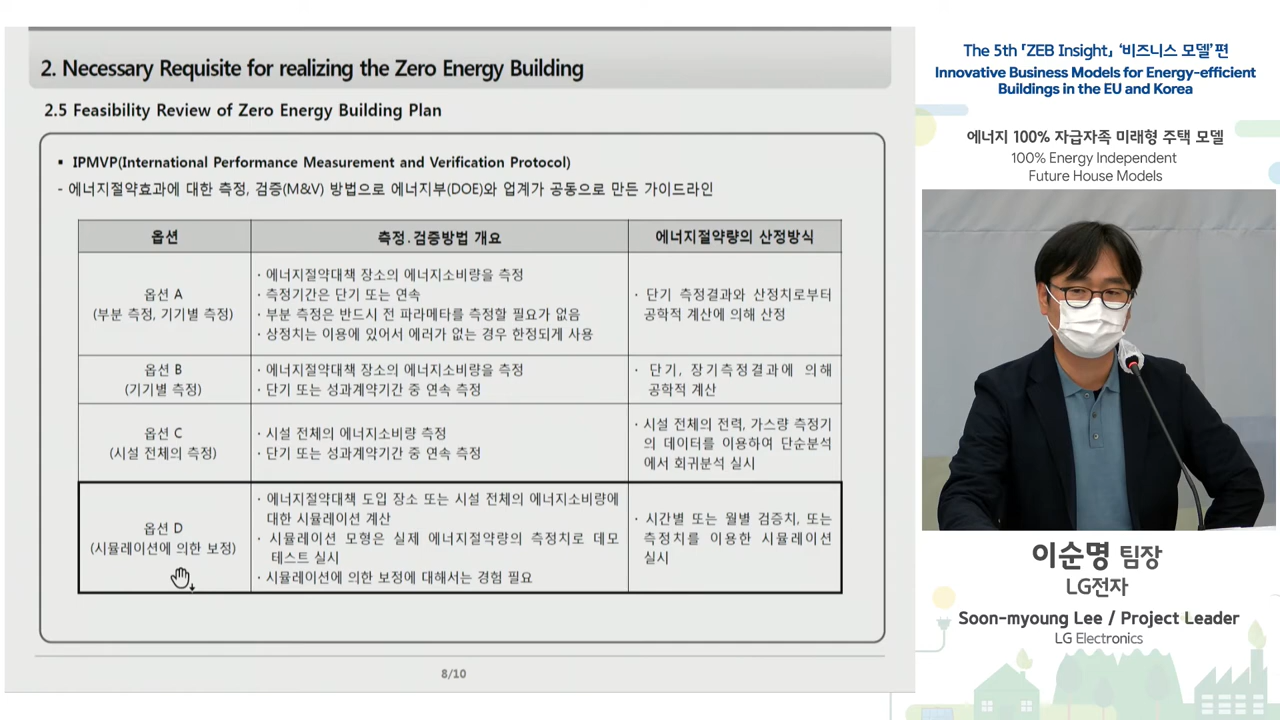 2. Necessary Requisite for realizing the Zero Energy Building
2.5 Feasibility Review of Zero Energy Building Plan
▪ IPMVP(International Performance Measurement and Verification Protocol)
- 에너지절약효과에 대한 측정, 검증(M&V) 방법으로 에너지부(DOE)와 업계가 공동으로 만든 가이드라인
옵션
측정.검증방법 개요
에너지절약량의 산정방식
옵션 A
(부분 측정, 기기별 측정)
· 에너지절약대책 장소의 에너지소비량을 측정
· 측정기간은 단기 또는 연속
· 부분 측정은 반드시 전 파라메타를 측정할 필요가 없음
· 상정치는 이용에 있어서 에러가 없는 경우 한정되게 사용
· 단기 측정결과와 산정치로부터
공학적 계산에 의해 산정
옵션 B
(기기별 측정)
· 에너지절약대책 장소의 에너지소비량을 측정
· 단기 또는 성과계약기간 중 연속 측정
· 단기, 장기측정결과에 의해
공학적 계산
옵션 C
(시설 전체의 측정)
· 시설 전체의 에너지소비량 측정
· 단기 또는 성과계약기간 중 연속 측정
· 시설 전체의 전력, 가스량 측정기
의 데이터를 이용하여 단순분석
에서 회귀분석 실시
옵션 D
(시뮬레이션에 의한 보정)
· 에너지절약대책 도입 장소 또는 시설 전체의 에너지소비량에
대한 시뮬레이션 계산
· 시뮬레이션 모형은 실제 에너지절약량의 측정치로 데모
테스트 실시
· 시뮬레이션에 의한 보정에 대해서는 경험 필요
· 시간별 또는 월별 검증치, 또는
측정치를 이용한 시뮬레이션
실시
8/10
The 5th 「ZEB Insight」 '비즈니스 모델'편
Innovative Business Models for Energy-efficient
Buildings in the EU and Korea
에너지 100% 자급자족 미래형 주택 모델
100% Energy Independent
Future House Models
이순명 팀장
LG전자
Soon-myoung Lee / Project Leader
LG Electronics